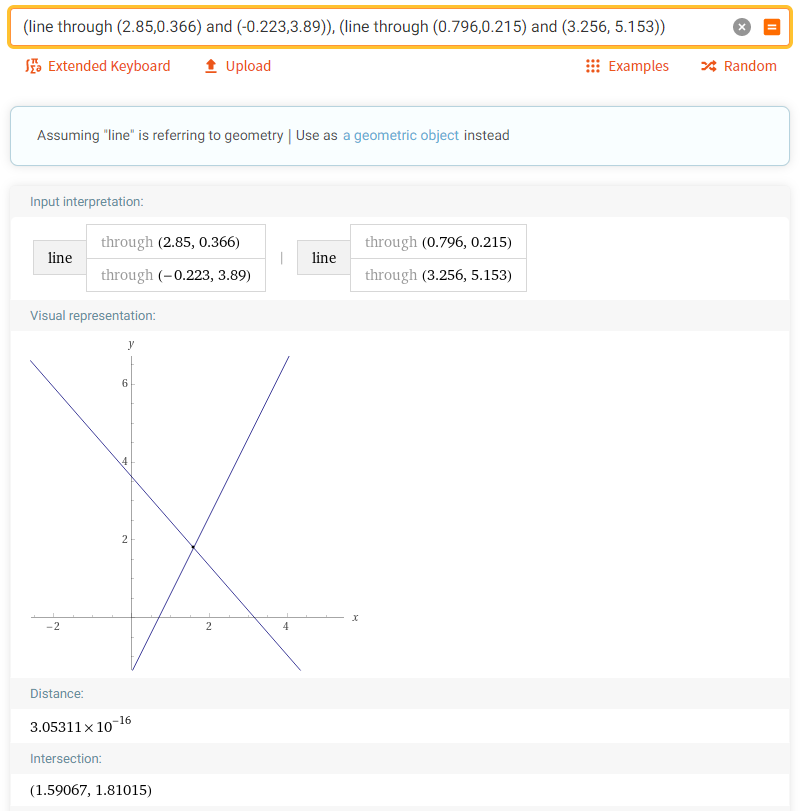 (line through (2.85,0.366) and (-0.223,3.89)), (line through (0.796,0.215) and (3.256, 5.153))
Extended Keyboard Upload Examples Random
Assuming "line" is referring to geometry | Use as a geometric object instead
Input interpretation:
line through (2.85, 0.366) through (−0.223, 3.89) | line through (0.796, 0.215) through (3.256, 5.153)
Visual representation:
y
6
4
2
x
−2 2 4
Distance:
3.05311×10⁻¹⁶
Intersection:
(1.59067, 1.81015)